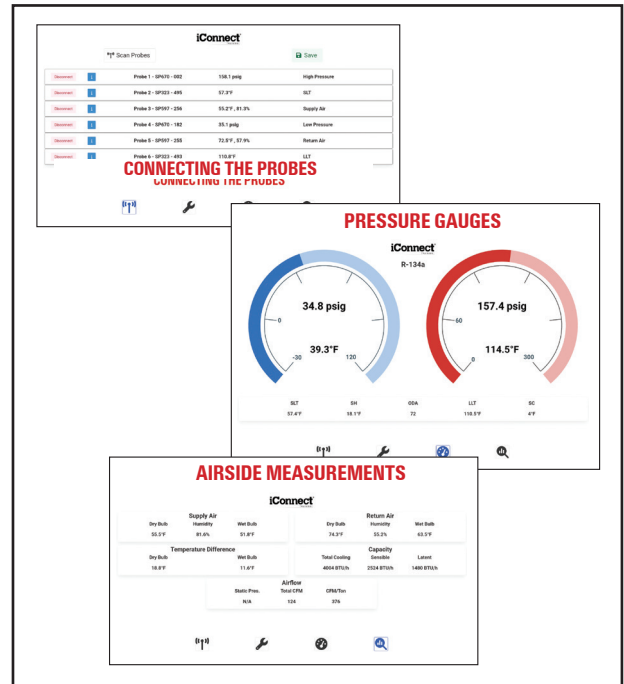 iConnect
Scan Probes
Save
Disconnect i Probe 1 - SP670 - 002 158.1 psig High Pressure
Disconnect i Probe 2 - SP323 - 495 57.3°F SLT
Disconnect i Probe 3 - SP597 - 256 55.2°F, 81.3% Supply Air
Disconnect i Probe 4 - SP670 - 182 35.1 psig Low Pressure
Disconnect i Probe 5 - SP597 - 255 72.5°F, 57.9% Return Air
Disconnect i Probe 6 - SP323 - 493 110.8°F LLT
CONNECTING THE PROBES
CONNECTING THE PROBES
PRESSURE GAUGES
iConnect
R-134a
34.8 psig 157.4 psig
0 60
39.3°F 114.5°F
-30 120 0 300
SLT SH ODA LLT SC
57.4°F 18.1°F 72 110.5°F 4°F
AIRSIDE MEASUREMENTS
iConnect
Supply Air Return Air
Dry Bulb Humidity Wet Bulb Dry Bulb Humidity Wet Bulb
55.5°F 81.6% 51.8°F 74.3°F 55.2% 63.5°F
Temperature Difference Capacity
Dry Bulb Wet Bulb Total Cooling Sensible Latent
18.8°F 11.6°F 4004 BTU/h 2524 BTU/h 1480 BTU/h
Airflow
Static Pres. Total CFM CFM/Ton
N/A 124 376